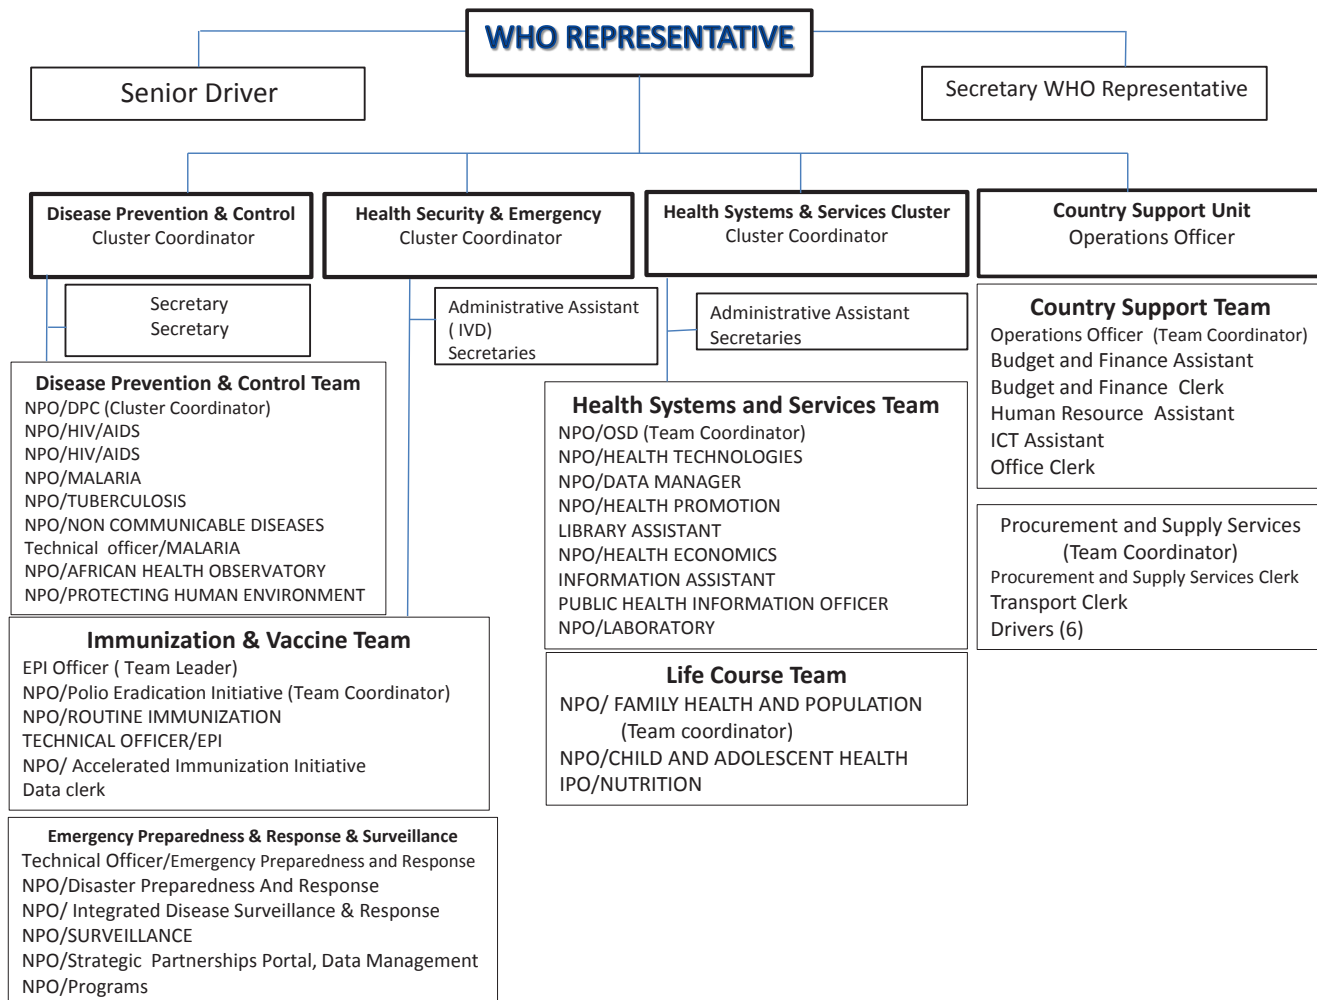 WHO REPRESENTATIVE
Senior Driver
Secretary WHO Representative
Disease Prevention & Control
Cluster Coordinator
Health Security & Emergency
Cluster Coordinator
Health Systems & Services Cluster
Cluster Coordinator
Country Support Unit
Operations Officer
Secretary
Secretary
Administrative Assistant
( IVD)
Secretaries
Administrative Assistant
Secretaries
Disease Prevention & Control Team
NPO/DPC (Cluster Coordinator)
NPO/HIV/AIDS
NPO/HIV/AIDS
NPO/MALARIA
NPO/TUBERCULOSIS
NPO/NON COMMUNICABLE DISEASES
Technical officer/MALARIA
NPO/AFRICAN HEALTH OBSERVATORY
NPO/PROTECTING HUMAN ENVIRONMENT
Immunization & Vaccine Team
EPI Officer ( Team Leader)
NPO/Polio Eradication Initiative (Team Coordinator)
NPO/ROUTINE IMMUNIZATION
TECHNICAL OFFICER/EPI
NPO/ Accelerated Immunization Initiative
Data clerk
Emergency Preparedness & Response & Surveillance
Technical Officer/Emergency Preparedness and Response
NPO/Disaster Preparedness And Response
NPO/ Integrated Disease Surveillance & Response
NPO/SURVEILLANCE
NPO/Strategic Partnerships Portal, Data Management
NPO/Programs
Health Systems and Services Team
NPO/OSD (Team Coordinator)
NPO/HEALTH TECHNOLOGIES
NPO/DATA MANAGER
NPO/HEALTH PROMOTION
LIBRARY ASSISTANT
NPO/HEALTH ECONOMICS
INFORMATION ASSISTANT
PUBLIC HEALTH INFORMATION OFFICER
NPO/LABORATORY
Life Course Team
NPO/ FAMILY HEALTH AND POPULATION
(Team coordinator)
NPO/CHILD AND ADOLESCENT HEALTH
IPO/NUTRITION
Country Support Team
Operations Officer (Team Coordinator)
Budget and Finance Assistant
Budget and Finance Clerk
Human Resource Assistant
ICT Assistant
Office Clerk
Procurement and Supply Services
(Team Coordinator)
Procurement and Supply Services Clerk
Transport Clerk
Drivers (6)